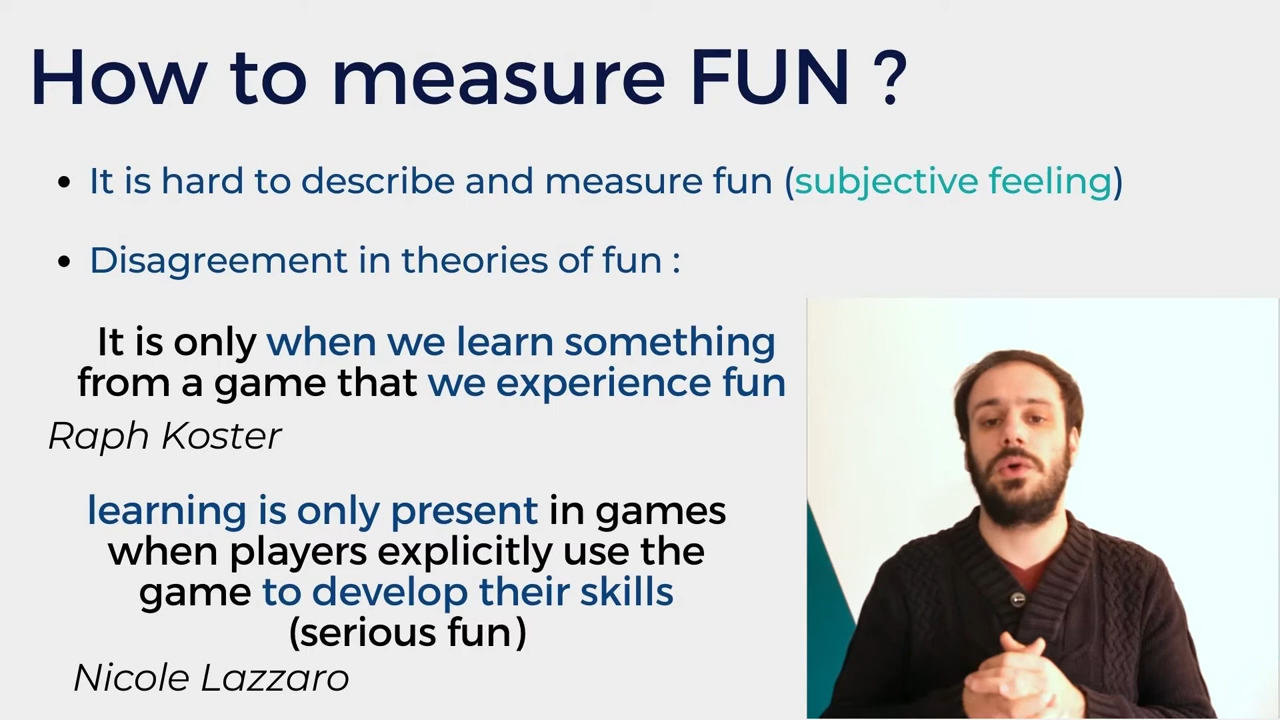 How to measure FUN ?
• It is hard to describe and measure fun (subjective feeling)
• Disagreement in theories of fun :
It is only when we learn something
from a game that we experience fun
Raph Koster
learning is only present in games
when players explicitly use the
game to develop their skills
(serious fun)
Nicole Lazzaro